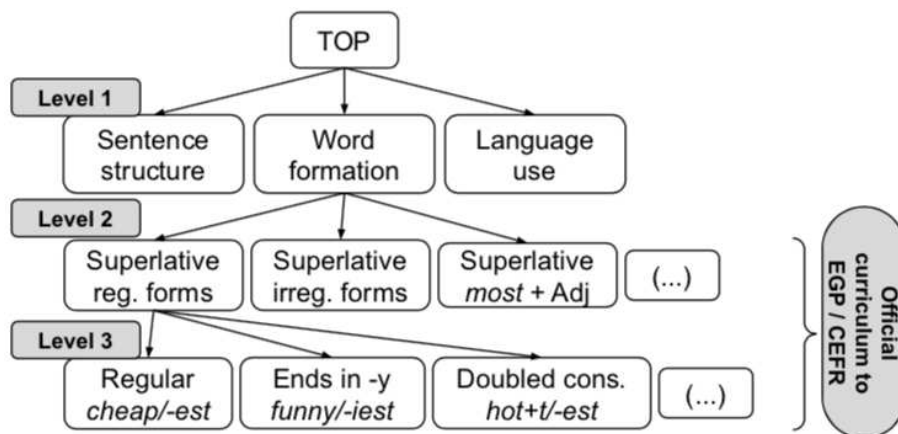 TOP
Level 1
Sentence
structure
Word
formation
Language
use
Level 2
Superlative
reg. forms
Superlative
irreg. forms
Superlative
most + Adj
(...)
Level 3
Regular
cheap/-est
Ends in -y
funny/-iest
Doubled cons.
hot+t/-est
(...)
Official
curriculum to
EGP / CEFR